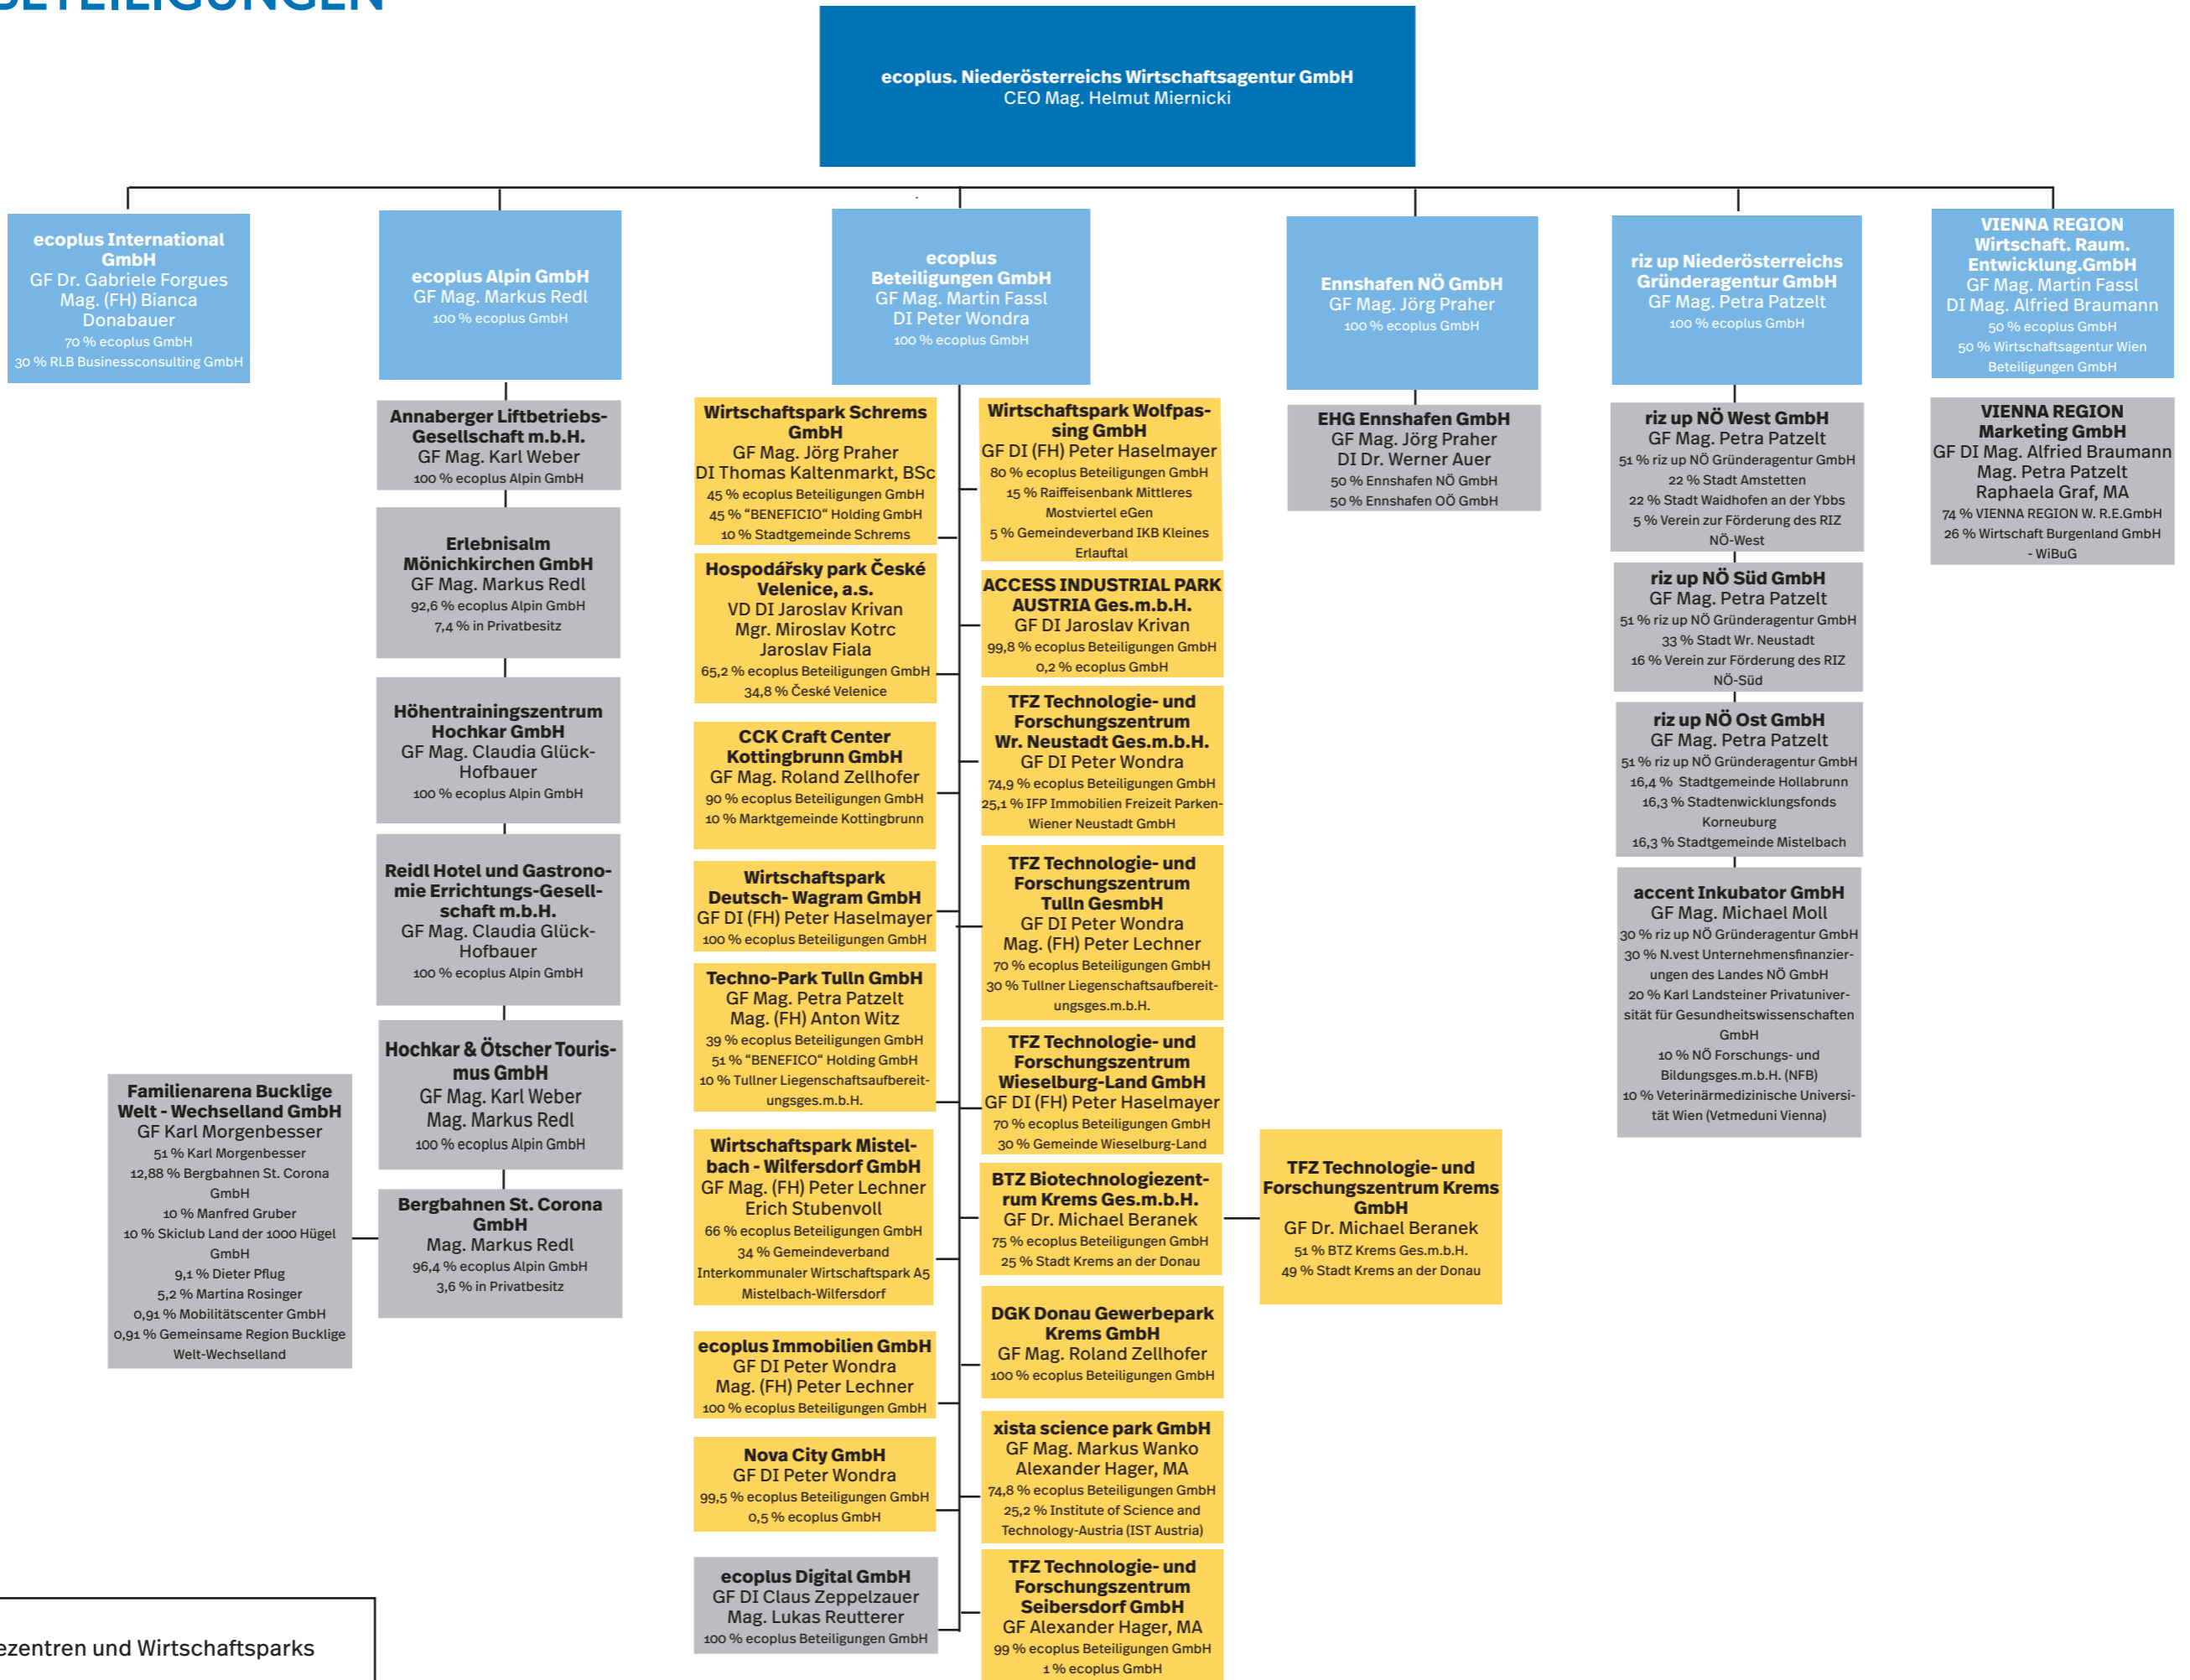 BETEILIGUNGEN
ecoplus. Niederösterreichs Wirtschaftsagentur GmbH
CEO Mag. Helmut Miernicki
ecoplus International
GmbH
GF Dr. Gabriele Forgues
Mag. (FH) Bianca
Donabauer
70 % ecoplus GmbH
30 % RLB Businessconsulting GmbH
ecoplus Alpin GmbH
GF Mag. Markus Redl
100 % ecoplus GmbH
ecoplus
Beteiligungen GmbH
GF Mag. Martin Fassl
DI Peter Wondra
100 % ecoplus GmbH
Ennshafen NÖ GmbH
GF Mag. Jörg Praher
100 % ecoplus GmbH
riz up Niederösterreichs
Gründeragentur GmbH
GF Mag. Petra Patzelt
100 % ecoplus GmbH
VIENNA REGION
Wirtschaft. Raum.
Entwicklung.GmbH
GF Mag. Martin Fassl
DI Mag. Alfried Braumann
50 % ecoplus GmbH
50 % Wirtschaftsagentur Wien
Beteiligungen GmbH
Annaberger Liftbetriebs-
Gesellschaft m.b.H.
GF Mag. Karl Weber
100 % ecoplus Alpin GmbH
Erlebnisalm
Mönichkirchen GmbH
GF Mag. Markus Redl
92,6 % ecoplus Alpin GmbH
7,4 % in Privatbesitz
Höhentrainingszentrum
Hochkar GmbH
GF Mag. Claudia Glück-
Hofbauer
100 % ecoplus Alpin GmbH
Reidl Hotel und Gastrono-
mie Errichtungs-Gesell-
schaft m.b.H.
GF Mag. Claudia Glück-
Hofbauer
100 % ecoplus Alpin GmbH
Hochkar & Ötscher Touris-
mus GmbH
GF Mag. Karl Weber
Mag. Markus Redl
100 % ecoplus Alpin GmbH
Bergbahnen St. Corona
GmbH
Mag. Markus Redl
96,4 % ecoplus Alpin GmbH
3,6 % in Privatbesitz
Familienarena Bucklige
Welt - Wechselland GmbH
GF Karl Morgenbesser
51 % Karl Morgenbesser
12,88 % Bergbahnen St. Corona
GmbH
10 % Manfred Gruber
10 % Skiclub Land der 1000 Hügel
GmbH
9,1 % Dieter Pflug
5,2 % Martina Rosinger
0,91 % Mobilitätscenter GmbH
0,91 % Gemeinsame Region Bucklige
Welt-Wechselland
Wirtschaftspark Schrems
GmbH
GF Mag. Jörg Praher
DI Thomas Kaltenmarkt, BSc
45 % ecoplus Beteiligungen GmbH
45 % “BENEFICIO“ Holding GmbH
10 % Stadtgemeinde Schrems
Hospodářsky park České
Velenice, a.s.
VD DI Jaroslav Krivan
Mgr. Miroslav Kotrc
Jaroslav Fiala
65,2 % ecoplus Beteiligungen GmbH
34,8 % České Velenice
CCK Craft Center
Kottingbrunn GmbH
GF Mag. Roland Zellhofer
90 % ecoplus Beteiligungen GmbH
10 % Marktgemeinde Kottingbrunn
Wirtschaftspark
Deutsch- Wagram GmbH
GF DI (FH) Peter Haselmayer
100 % ecoplus Beteiligungen GmbH
Techno-Park Tulln GmbH
GF Mag. Petra Patzelt
Mag. (FH) Anton Witz
39 % ecoplus Beteiligungen GmbH
51 % “BENEFICO“ Holding GmbH
10 % Tullner Liegenschaftsaufbereit-
ungsges.m.b.H.
Wirtschaftspark Mistel-
bach - Wilfersdorf GmbH
GF Mag. (FH) Peter Lechner
Erich Stubenvoll
66 % ecoplus Beteiligungen GmbH
34 % Gemeindeverband
Interkommunaler Wirtschaftspark A5
Mistelbach-Wilfersdorf
ecoplus Immobilien GmbH
GF DI Peter Wondra
Mag. (FH) Peter Lechner
100 % ecoplus Beteiligungen GmbH
Nova City GmbH
GF DI Peter Wondra
99,5 % ecoplus Beteiligungen GmbH
0,5 % ecoplus GmbH
ecoplus Digital GmbH
GF DI Claus Zeppelzauer
Mag. Lukas Reutterer
100 % ecoplus Beteiligungen GmbH
Wirtschaftspark Wolfpas-
sing GmbH
GF DI (FH) Peter Haselmayer
80 % ecoplus Beteiligungen GmbH
15 % Raiffeisenbank Mittleres
Mostviertel eGen
5 % Gemeindeverband IKB Kleines
Erlauftal
ACCESS INDUSTRIAL PARK
AUSTRIA Ges.m.b.H.
GF DI Jaroslav Krivan
99,8 % ecoplus Beteiligungen GmbH
0,2 % ecoplus GmbH
TFZ Technologie- und
Forschungszentrum
Wr. Neustadt Ges.m.b.H.
GF DI Peter Wondra
74,9 % ecoplus Beteiligungen GmbH
25,1 % IFP Immobilien Freizeit Parken-
Wiener Neustadt GmbH
TFZ Technologie- und
Forschungszentrum
Tulln GesmbH
GF DI Peter Wondra
Mag. (FH) Peter Lechner
70 % ecoplus Beteiligungen GmbH
30 % Tullner Liegenschaftsaufbereit-
ungsges.m.b.H.
TFZ Technologie- und
Forschungszentrum
Wieselburg-Land GmbH
GF DI (FH) Peter Haselmayer
70 % ecoplus Beteiligungen GmbH
30 % Gemeinde Wieselburg-Land
BTZ Biotechnologiezent-
rum Krems Ges.m.b.H.
GF Dr. Michael Beranek
75 % ecoplus Beteiligungen GmbH
25 % Stadt Krems an der Donau
TFZ Technologie- und
Forschungszentrum Krems
GmbH
GF Dr. Michael Beranek
51 % BTZ Krems Ges.m.b.H.
49 % Stadt Krems an der Donau
DGK Donau Gewerbepark
Krems GmbH
GF Mag. Roland Zellhofer
100 % ecoplus Beteiligungen GmbH
xista science park GmbH
GF Mag. Markus Wanko
Alexander Hager, MA
74,8 % ecoplus Beteiligungen GmbH
25,2 % Institute of Science and
Technology-Austria (IST Austria)
TFZ Technologie- und
Forschungszentrum
Seibersdorf GmbH
GF Alexander Hager, MA
99 % ecoplus Beteiligungen GmbH
1 % ecoplus GmbH
EHG Ennshafen GmbH
GF Mag. Jörg Praher
DI Dr. Werner Auer
50 % Ennshafen NÖ GmbH
50 % Ennshafen OÖ GmbH
riz up NÖ West GmbH
GF Mag. Petra Patzelt
51 % riz up NÖ Gründeragentur GmbH
22 % Stadt Amstetten
22 % Stadt Waidhofen an der Ybbs
5 % Verein zur Förderung des RIZ
NÖ-West
riz up NÖ Süd GmbH
GF Mag. Petra Patzelt
51 % riz up NÖ Gründeragentur GmbH
33 % Stadt Wr. Neustadt
16 % Verein zur Förderung des RIZ
NÖ-Süd
riz up NÖ Ost GmbH
GF Mag. Petra Patzelt
51 % riz up NÖ Gründeragentur GmbH
16,4 % Stadtgemeinde Hollabrunn
16,3 % Stadtenwicklungsfonds
Korneuburg
16,3 % Stadtgemeinde Mistelbach
accent Inkubator GmbH
GF Mag. Michael Moll
30 % riz up NÖ Gründeragentur GmbH
30 % N.vest Unternehmensfinanzier-
ungen des Landes NÖ GmbH
20 % Karl Landsteiner Privatuniver-
sität für Gesundheitswissenschaften
GmbH
10 % NÖ Forschungs- und
Bildungsges.m.b.H. (NFB)
10 % Veterinärmedizinische Universi-
tät Wien (Vetmeduni Vienna)
VIENNA REGION
Marketing GmbH
GF DI Mag. Alfried Braumann
Mag. Petra Patzelt
Raphaela Graf, MA
74 % VIENNA REGION W. R.E.GmbH
26 % Wirtschaft Burgenland GmbH
- WiBuG
ezentren und Wirtschaftsparks